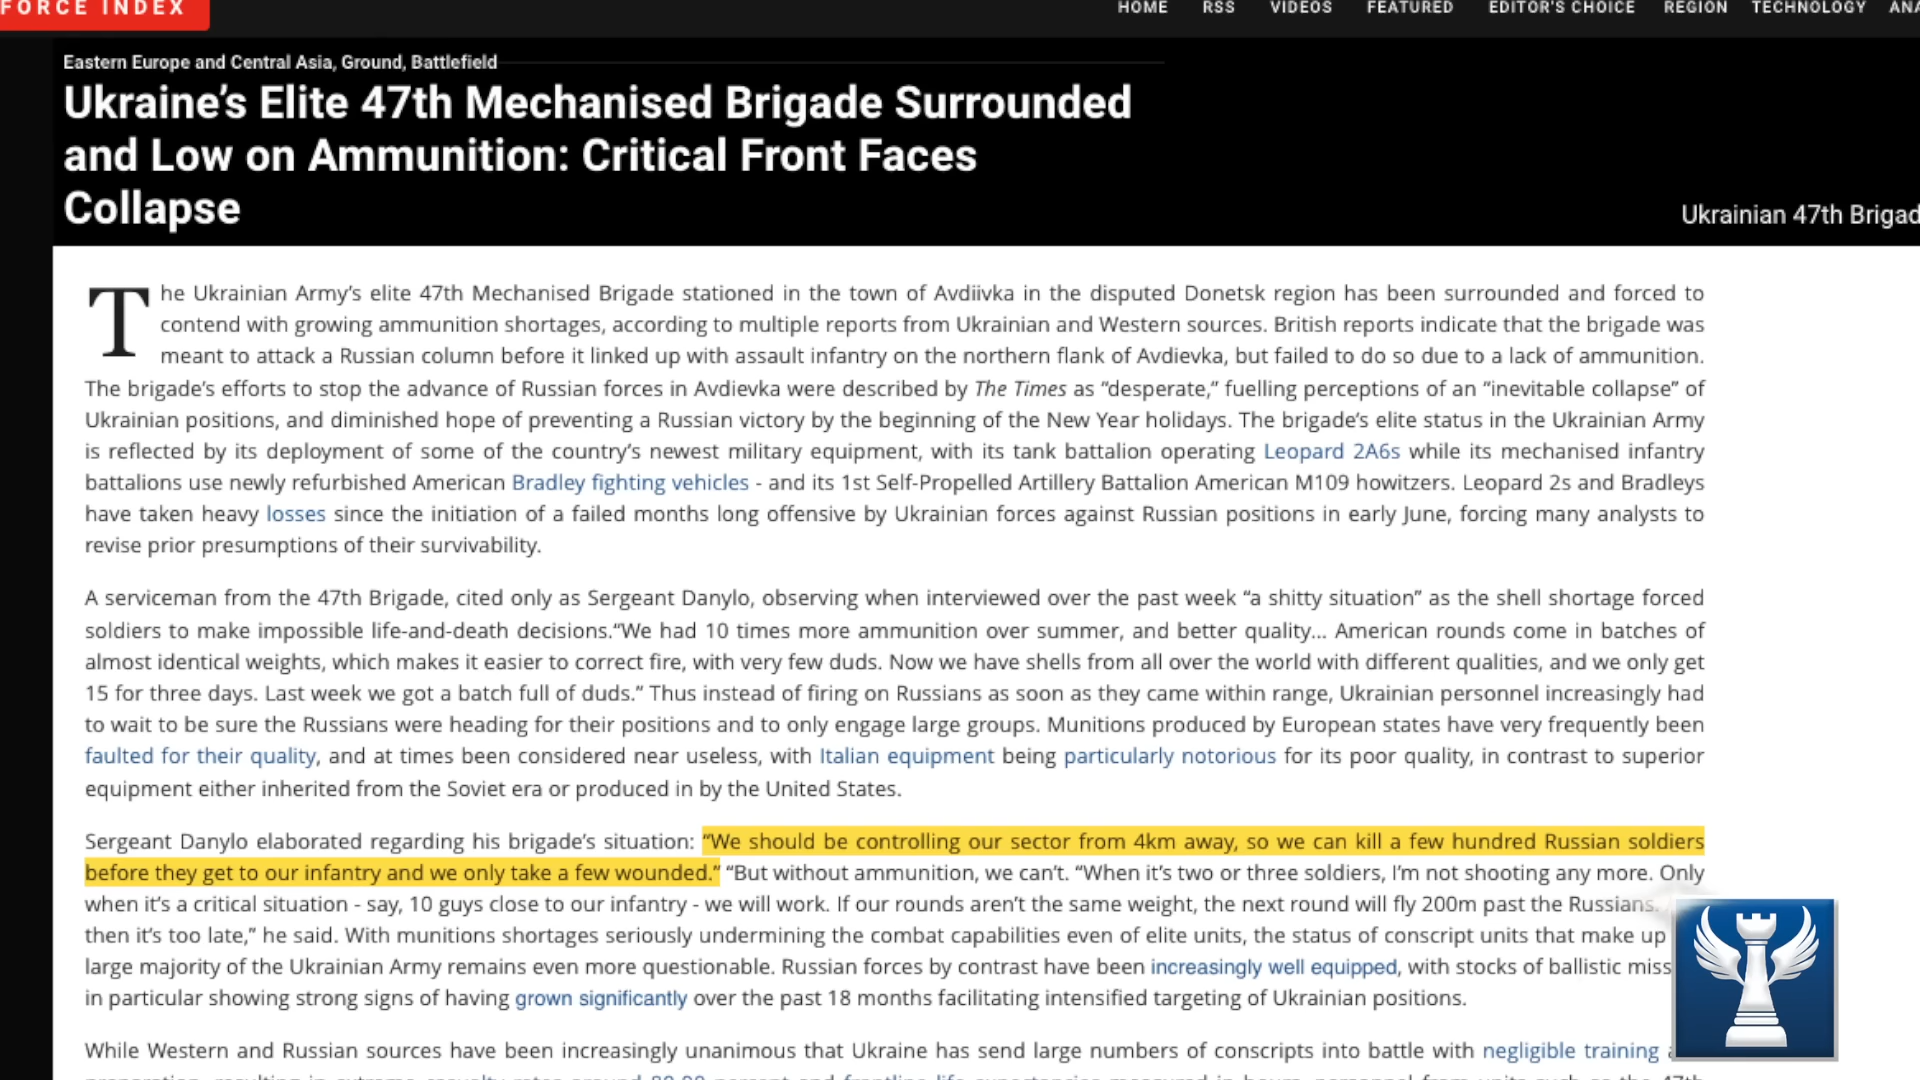 FORCE INDEX
HOME RSS VIDEOS FEATURED EDITOR'S CHOICE REGION TECHNOLOGY
Eastern Europe and Central Asia, Ground, Battlefield
Ukraine’s Elite 47th Mechanised Brigade Surrounded
and Low on Ammunition: Critical Front Faces
Collapse
Ukrainian 47th Brigad
The Ukrainian Army’s elite 47th Mechanised Brigade stationed in the town of Avdiivka in the disputed Donetsk region has been surrounded and forced to
contend with growing ammunition shortages, according to multiple reports from Ukrainian and Western sources. British reports indicate that the brigade was
meant to attack a Russian column before it linked up with assault infantry on the northern flank of Avdievka, but failed to do so due to a lack of ammunition.
The brigade’s efforts to stop the advance of Russian forces in Avdievka were described by The Times as “desperate,” fuelling perceptions of an “inevitable collapse” of
Ukrainian positions, and diminished hope of preventing a Russian victory by the beginning of the New Year holidays. The brigade’s elite status in the Ukrainian Army
is reflected by its deployment of some of the country’s newest military equipment, with its tank battalion operating Leopard 2A6s while its mechanised infantry
battalions use newly refurbished American Bradley fighting vehicles - and its 1st Self-Propelled Artillery Battalion American M109 howitzers. Leopard 2s and Bradleys
have taken heavy losses since the initiation of a failed months long offensive by Ukrainian forces against Russian positions in early June, forcing many analysts to
revise prior presumptions of their survivability.
A serviceman from the 47th Brigade, cited only as Sergeant Danylo, observing when interviewed over the past week “a shitty situation” as the shell shortage forced
soldiers to make impossible life-and-death decisions.“We had 10 times more ammunition over summer, and better quality… American rounds come in batches of
almost identical weights, which makes it easier to correct fire, with very few duds. Now we have shells from all over the world with different qualities, and we only get
15 for three days. Last week we got a batch full of duds.” Thus instead of firing on Russians as soon as they came within range, Ukrainian personnel increasingly had
to wait to be sure the Russians were heading for their positions and to only engage large groups. Munitions produced by European states have very frequently been
faulted for their quality, and at times been considered near useless, with Italian equipment being particularly notorious for its poor quality, in contrast to superior
equipment either inherited from the Soviet era or produced in by the United States.
Sergeant Danylo elaborated regarding his brigade’s situation: “We should be controlling our sector from 4km away, so we can kill a few hundred Russian soldiers
before they get to our infantry and we only take a few wounded.” “But without ammunition, we can’t. “When it’s two or three soldiers, I’m not shooting any more. Only
when it’s a critical situation - say, 10 guys close to our infantry - we will work. If our rounds aren’t the same weight, the next round will fly 200m past the Russians,
then it’s too late,” he said. With munitions shortages seriously undermining the combat capabilities even of elite units, the status of conscript units that make up
large majority of the Ukrainian Army remains even more questionable. Russian forces by contrast have been increasingly well equipped, with stocks of ballistic miss
in particular showing strong signs of having grown significantly over the past 18 months facilitating intensified targeting of Ukrainian positions.
While Western and Russian sources have been increasingly unanimous that Ukraine has send large numbers of conscripts into battle with negligible training